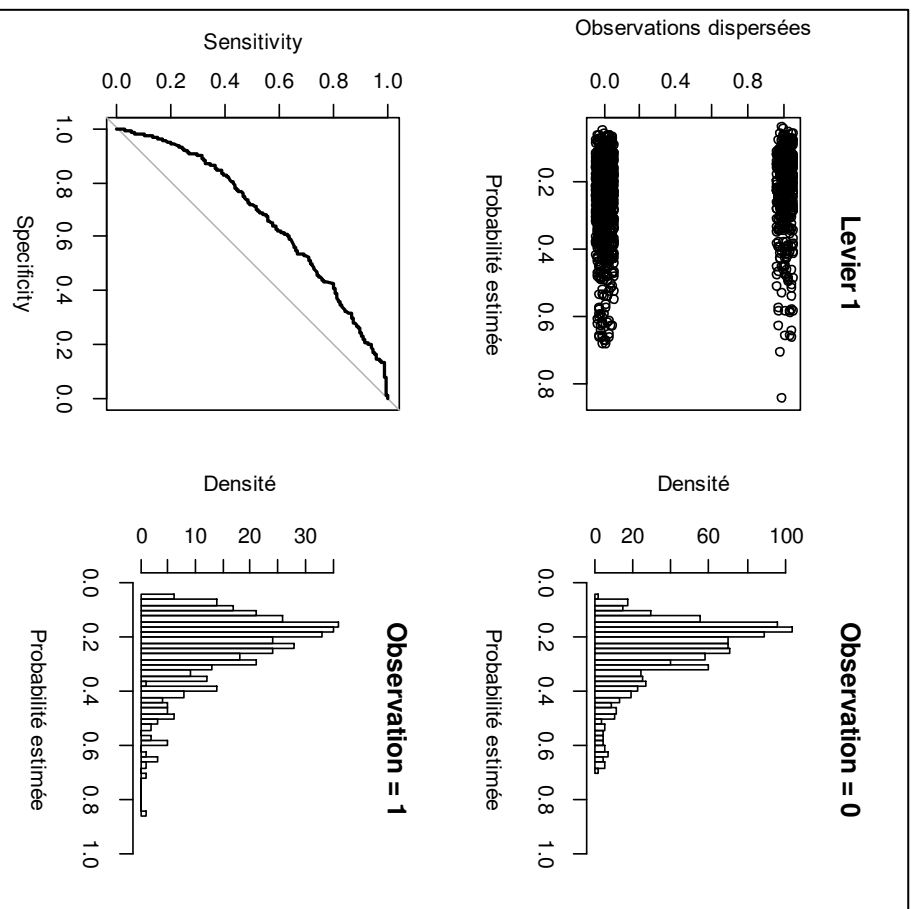 Levier 1
Observations dispersées
0.0 0.4 0.8
0.2 0.4 0.6 0.8
Probabilité estimée
Observation = 0
Densité
0 20 60 100
0.0 0.2 0.4 0.6 0.8 1.0
Probabilité estimée
Sensitivity
0.0 0.2 0.4 0.6 0.8 1.0
1.0 0.8 0.6 0.4 0.2 0.0
Specificity
Observation = 1
Densité
0 10 20 30
0.0 0.2 0.4 0.6 0.8 1.0
Probabilité estimée